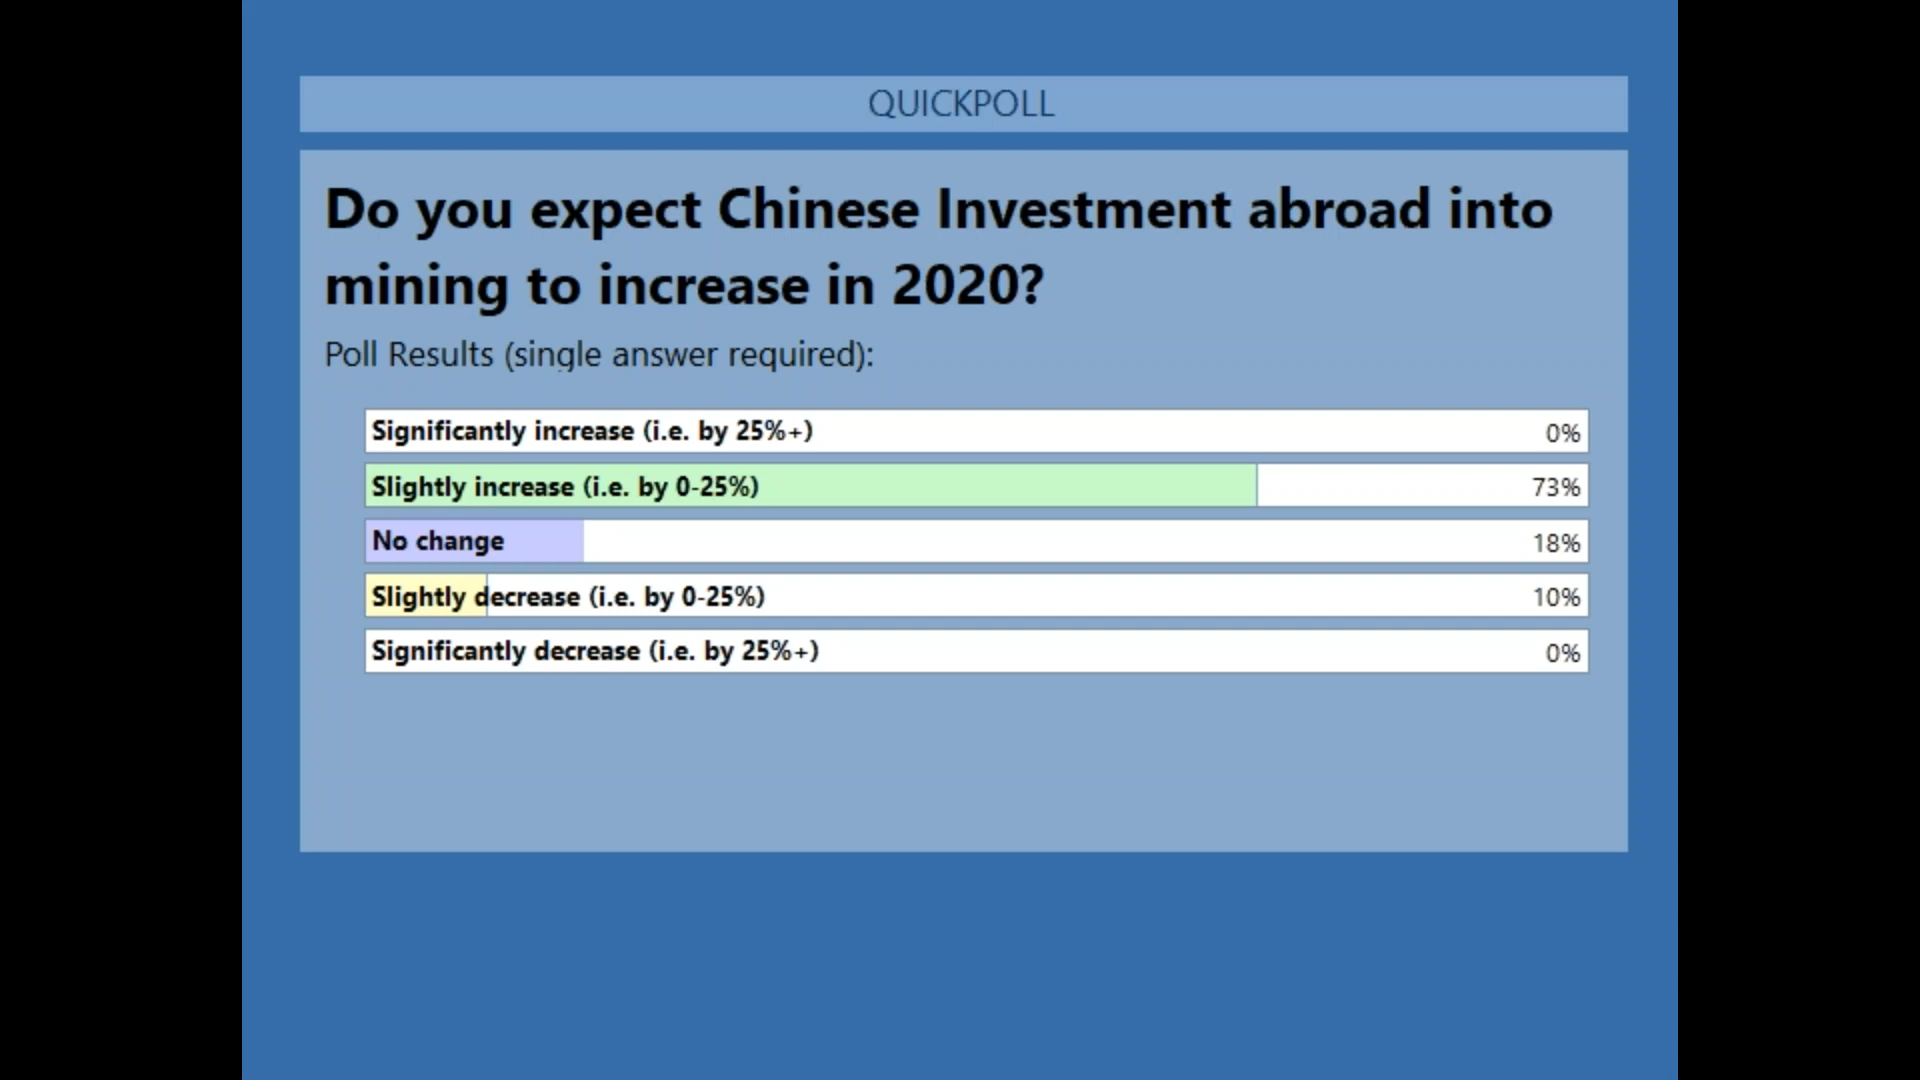 QUICKPOLL
Do you expect Chinese Investment abroad into
mining to increase in 2020?
Poll Results (single answer required):
Significantly increase (i.e. by 25%+) 0%
Slightly increase (i.e. by 0-25%) 73%
No change 18%
Slightly decrease (i.e. by 0-25%) 10%
Significantly decrease (i.e. by 25%+) 0%